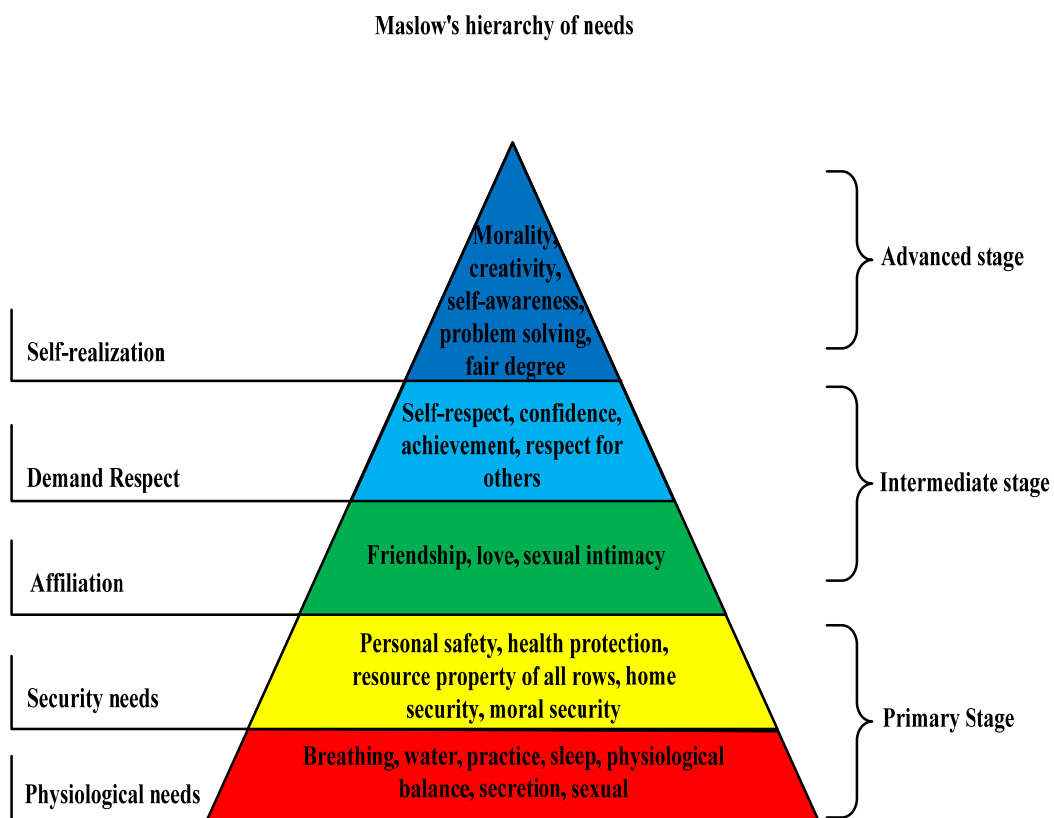 Maslow's hierarchy of needs
Morality,
creativity,
self-awareness,
problem solving,
fair degree
Advanced stage
Self-realization
Self-respect, confidence,
achievement, respect for
others
Demand Respect
Intermediate stage
Friendship, love, sexual intimacy
Affiliation
Personal safety, health protection,
resource property of all rows, home
security, moral security
Security needs
Primary Stage
Breathing, water, practice, sleep, physiological
balance, secretion, sexual
Physiological needs